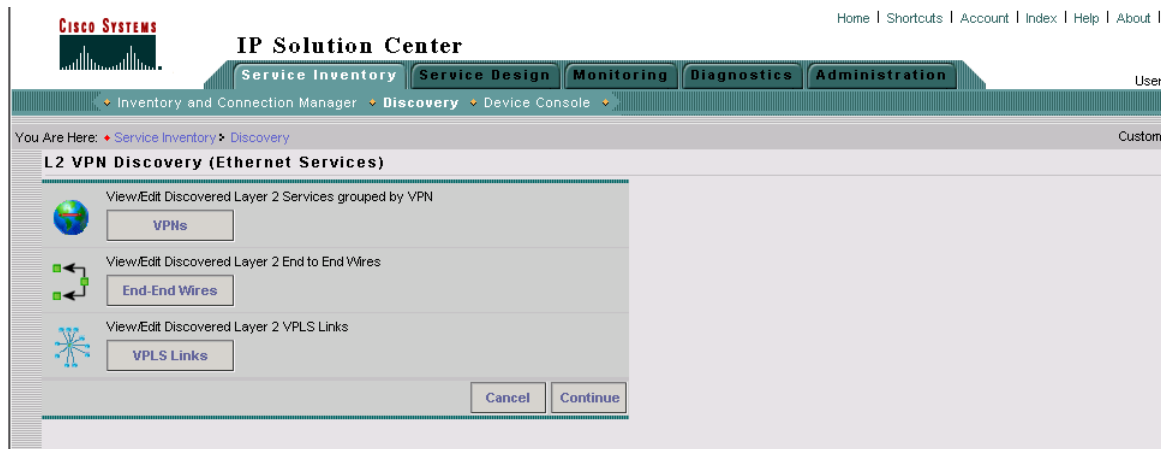 Home | Shortcuts | Account | Index | Help | About |
CISCO SYSTEMS
IP Solution Center
Service Inventory Service Design Monitoring Diagnostics Administration
User
Inventory and Connection Manager Discovery Device Console
You Are Here: Service Inventory Discovery
Custom
L2 VPN Discovery (Ethernet Services)
View/Edit Discovered Layer 2 Services grouped by VPN
VPNs
View/Edit Discovered Layer 2 End to End Wires
End-End Wires
View/Edit Discovered Layer 2 VPLS Links
VPLS Links
Cancel Continue